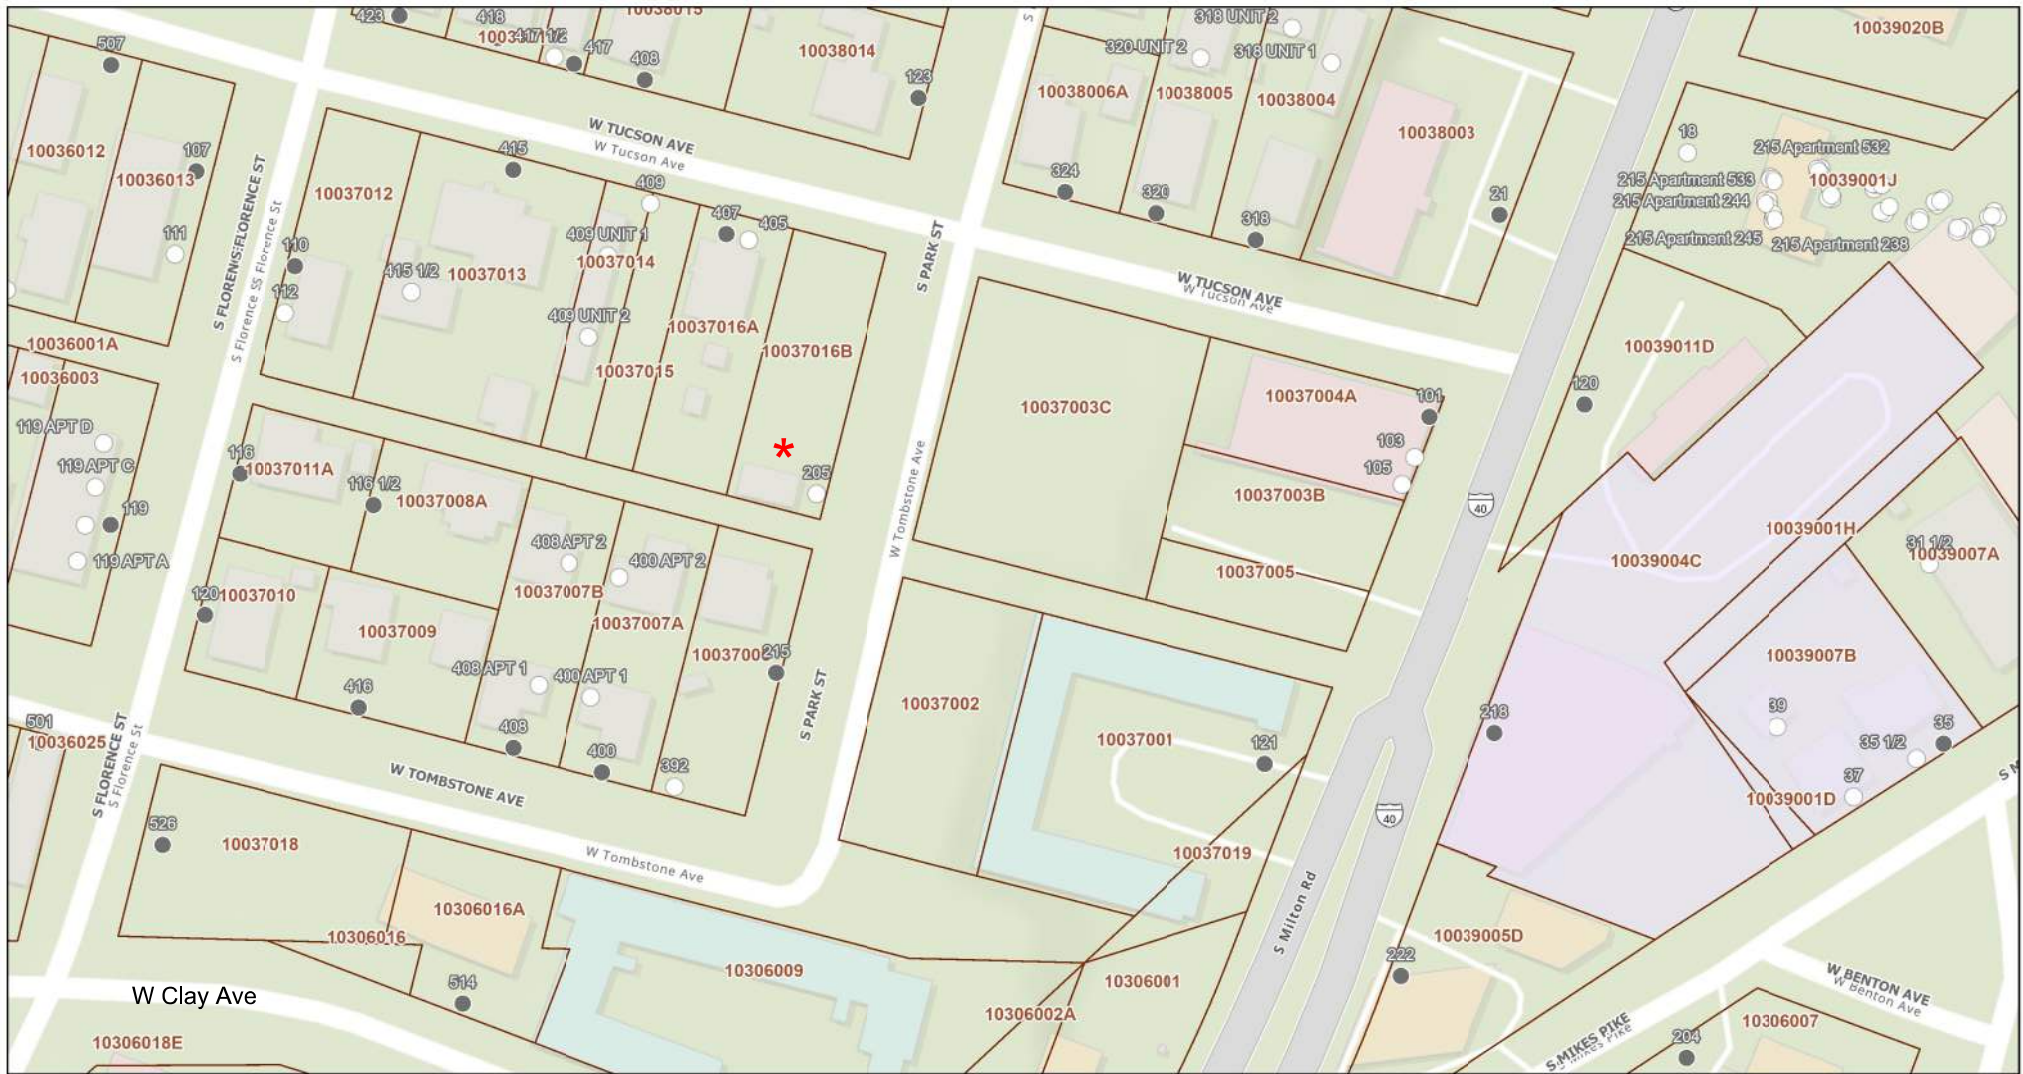 423
418
10038015
318 UNIT 2
10039020B
507
417 1/2
417
408
10038014
123
320 UNIT 2
318 UNIT 1
10038006A
10038005
10038004
10038003
10036012
107
10036013
W TUCSON AVE
W Tucson Ave
415
409
407
405
324
320
318
21
18
215 Apartment 532
215 Apartment 533
10039001J
215 Apartment 244
215 Apartment 245
215 Apartment 238
10037012
111
110
112
S FLORENCE ST
S Florence St
415 1/2
10037013
409 UNIT 1
10037014
409 UNIT 2
10037016A
10037015
10037016B
S PARK ST
W TUCSON AVE
W Tucson Ave
10036001A
10036003
10039011D
120
10037003C
10037004A
101
103
105
10037003B
119 APT D
119 APT C
119
119 APT A
116
10037011A
116 1/2
10037008A
*
205
W Tombstone Ave
40
10037005
10039004C
10039001H
31 1/2
10039007A
408 APT 2
400 APT 2
10037007B
10037007A
120
10037010
10037009
215
408 APT 1
400 APT 1
416
408
400
392
S PARK ST
10037002
10037001
121
218
10039007B
39
35
35 1/2
37
10039001D
501
10036025
S FLORENCE ST
S Florence St
W TOMBSTONE AVE
40
526
10037018
W Tombstone Ave
10037019
10306016A
10306016
10306009
514
W Clay Ave
10306018E
10306002A
10306001
S Milton Rd
222
10039005D
W BENTON AVE
W Benton Ave
S MIKES PIKE
S Mikes Pike
10306007
204